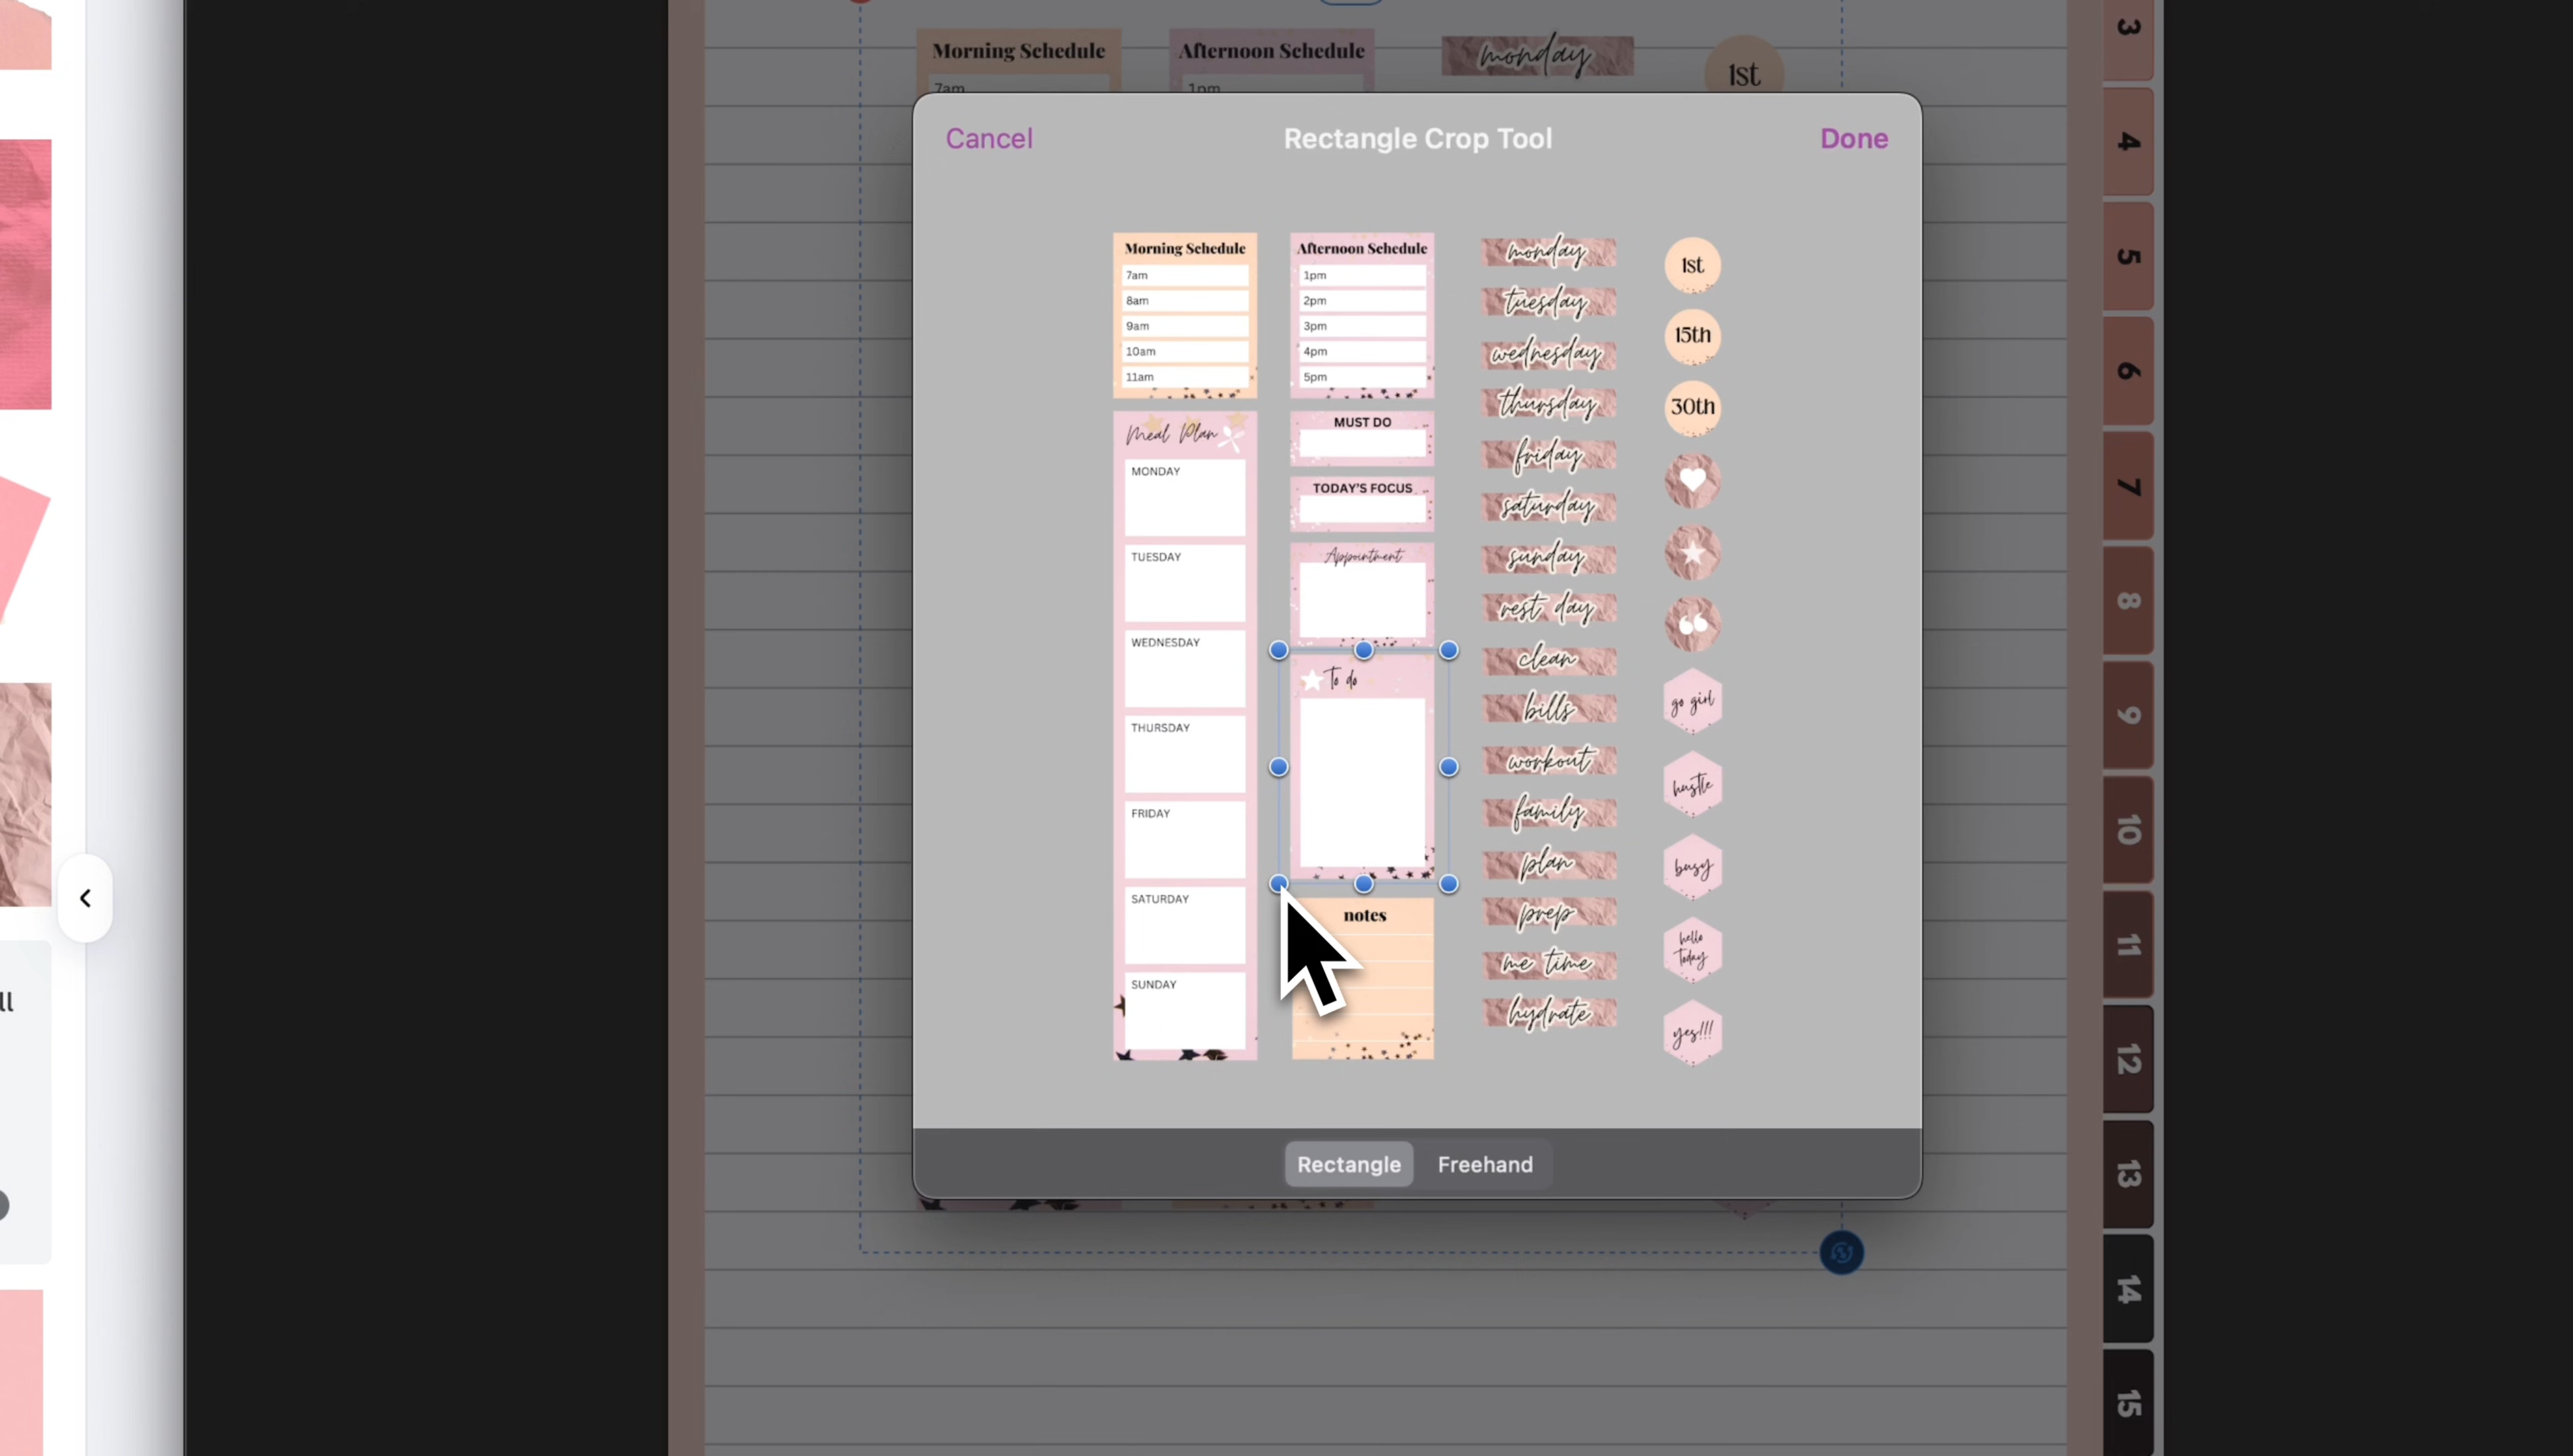 Morning Schedule
Afternoon Schedule
monday
1st
7am
1pm
Cancel
Rectangle Crop Tool
Done
Morning Schedule
7am
8am
9am
10am
11am
Meal Plan
MONDAY
TUESDAY
WEDNESDAY
THURSDAY
FRIDAY
SATURDAY
SUNDAY
Afternoon Schedule
1pm
2pm
3pm
4pm
5pm
MUST DO
TODAY'S FOCUS
Appointment
To do
notes
monday
tuesday
wednesday
thursday
friday
saturday
sunday
rest day
clean
bills
workout
family
plan
prep
me time
hydrate
1st
15th
30th
go girl
hustle
busy
hello
today
yes!!!
Rectangle
Freehand
3
4
5
6
7
8
9
10
11
12
13
14
15